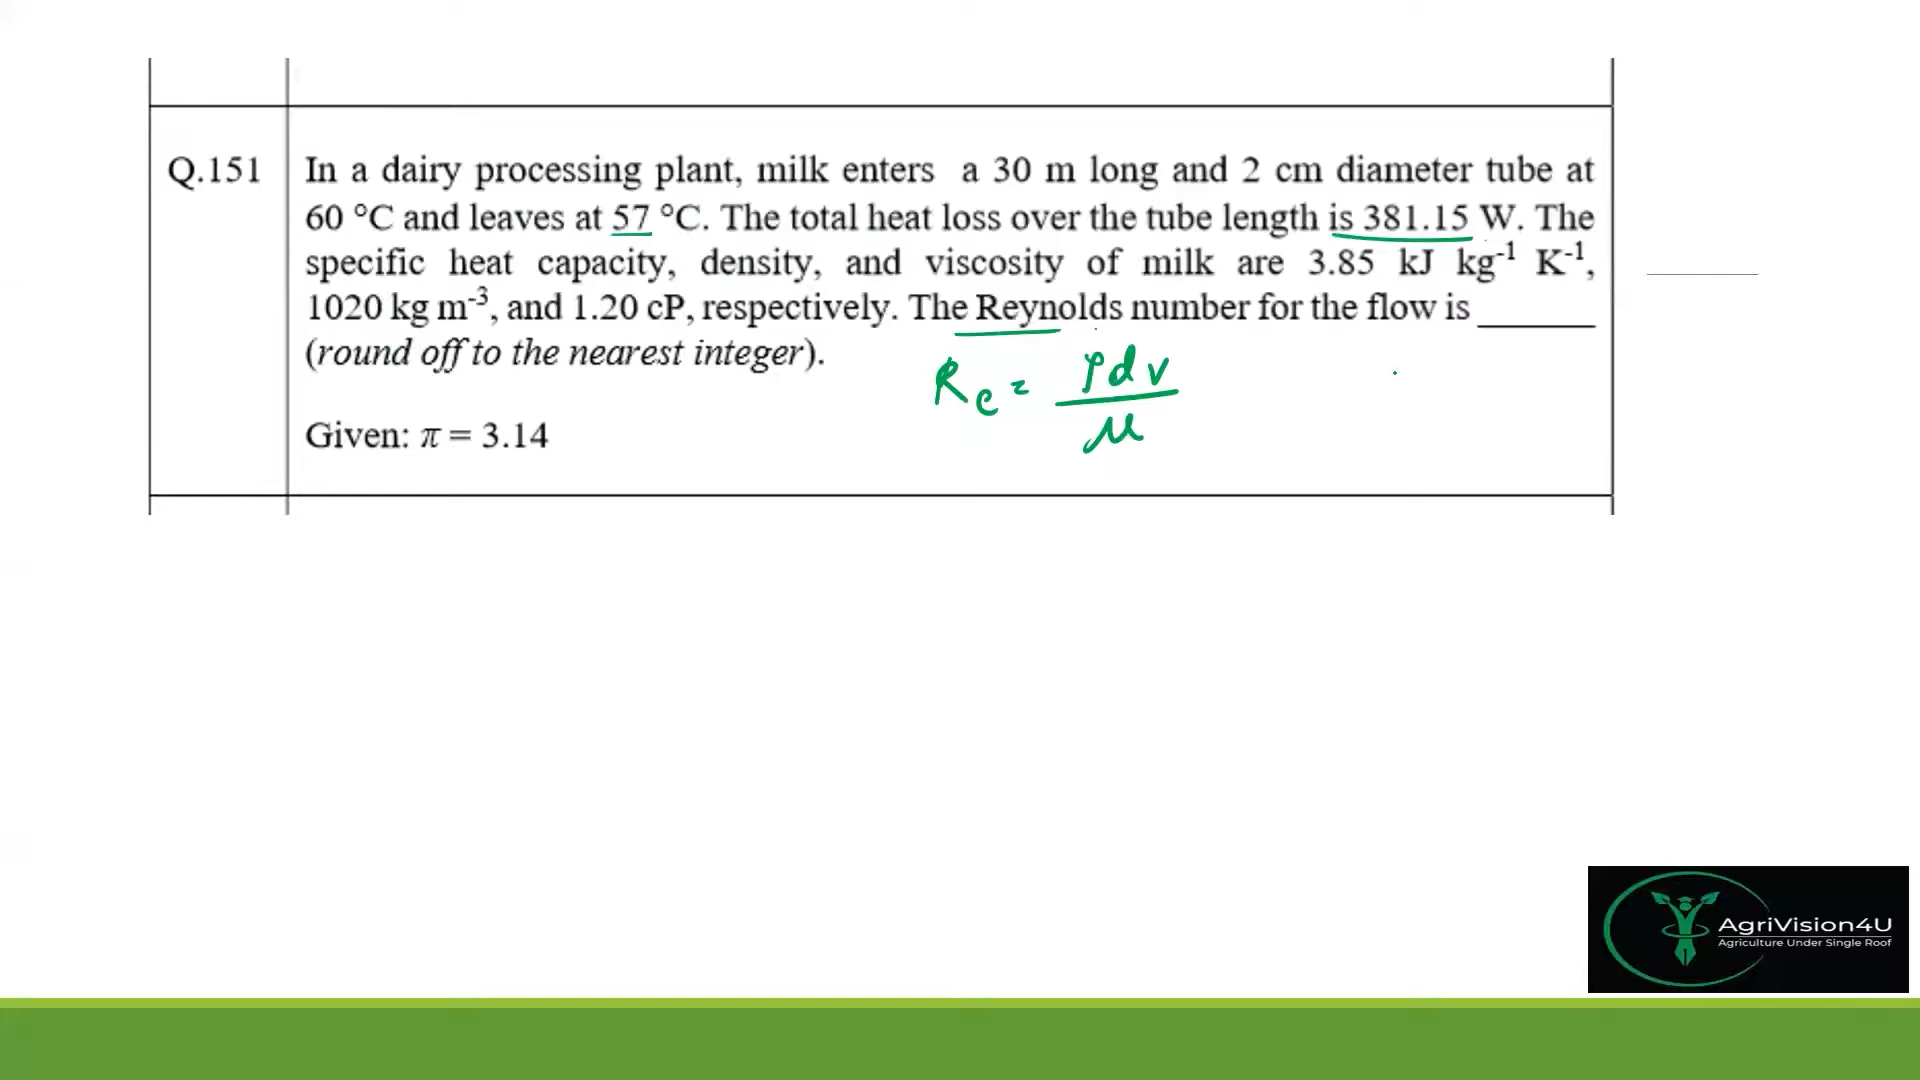 Q.151
In a dairy processing plant, milk enters a 30 m long and 2 cm diameter tube at
60 °C and leaves at 57 °C. The total heat loss over the tube length is 381.15 W. The
specific heat capacity, density, and viscosity of milk are 3.85 kJ kg⁻¹ K⁻¹,
1020 kg m⁻³, and 1.20 cP, respectively. The Reynolds number for the flow is ______
(round off to the nearest integer).
Re = ρdv
μ
Given: π = 3.14
AgriVision4U
Agriculture Under Single Roof